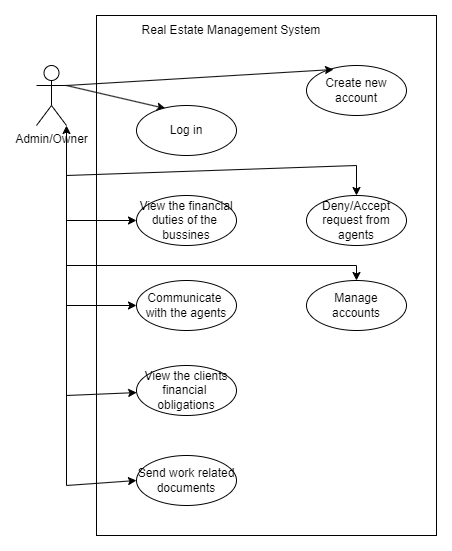 Real Estate Management System
Create new
account
Log in
Admin/Owner
View the financial
duties of the
bussines
Deny/Accept
request from
agents
Communicate
with the agents
Manage
accounts
View the clients
financial
obligations
Send work related
documents